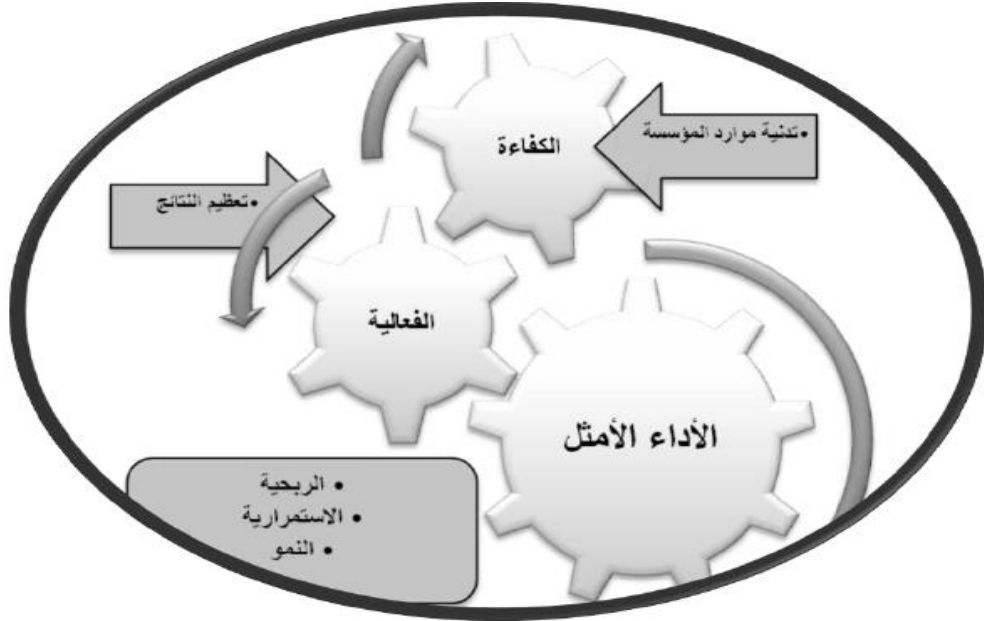 •تدنية موارد المؤسسة
الكفاءة
•تعظيم النتائج
الفعالية
الأداء الأمثل
• الربحية
• الاستمرارية
• النمو